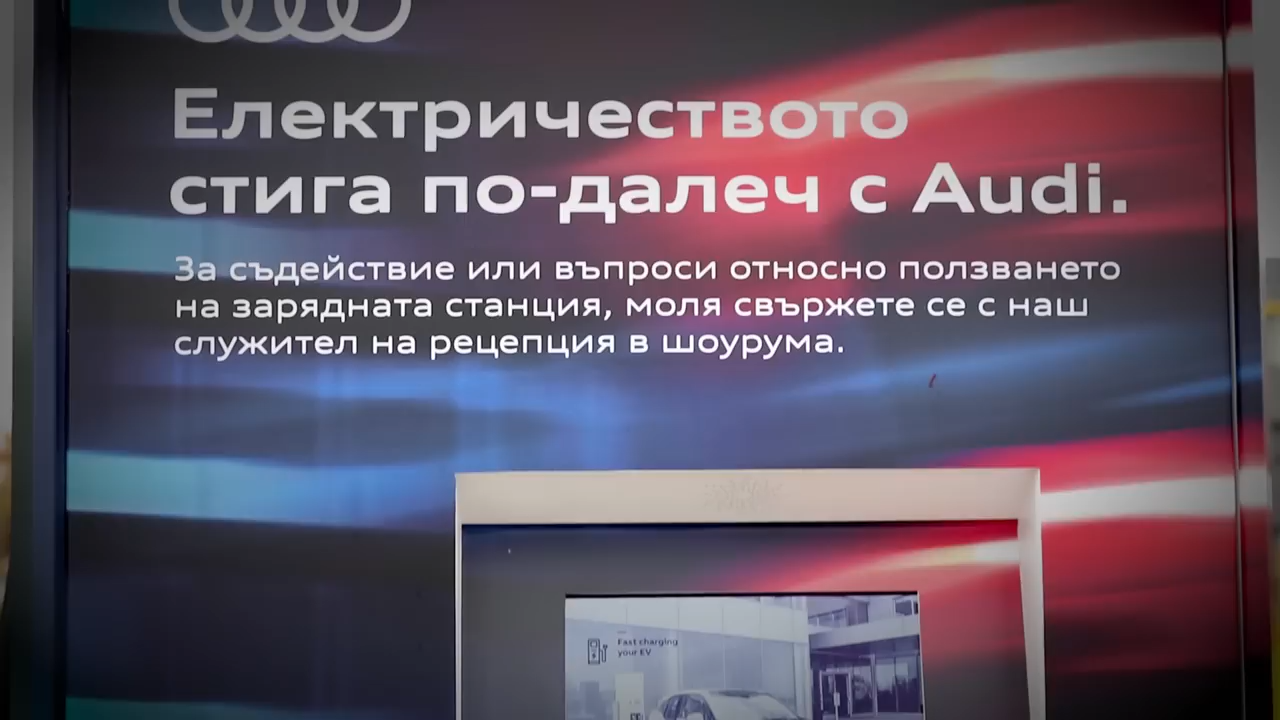 Електричеството
стига по-далеч с Audi.
За съдействие или въпроси относно ползването
на зарядната станция, моля свържете се с наш
служител на рецепция в шоурума.
Fast charging
your EV